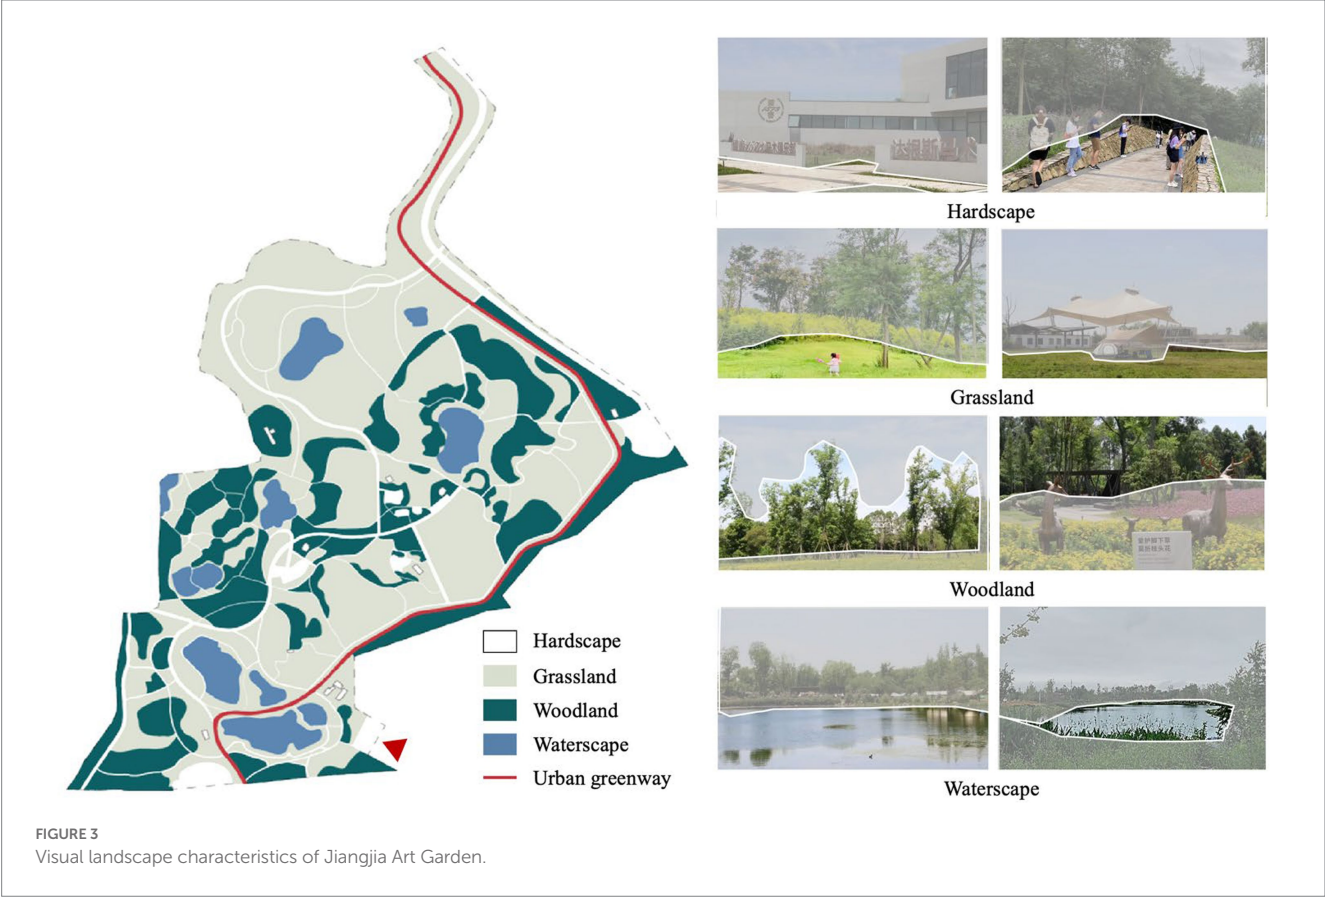 Hardscape
Grassland
Woodland
Waterscape
Hardscape
Grassland
Woodland
Waterscape
Urban greenway
FIGURE 3
Visual landscape characteristics of Jiangjia Art Garden.